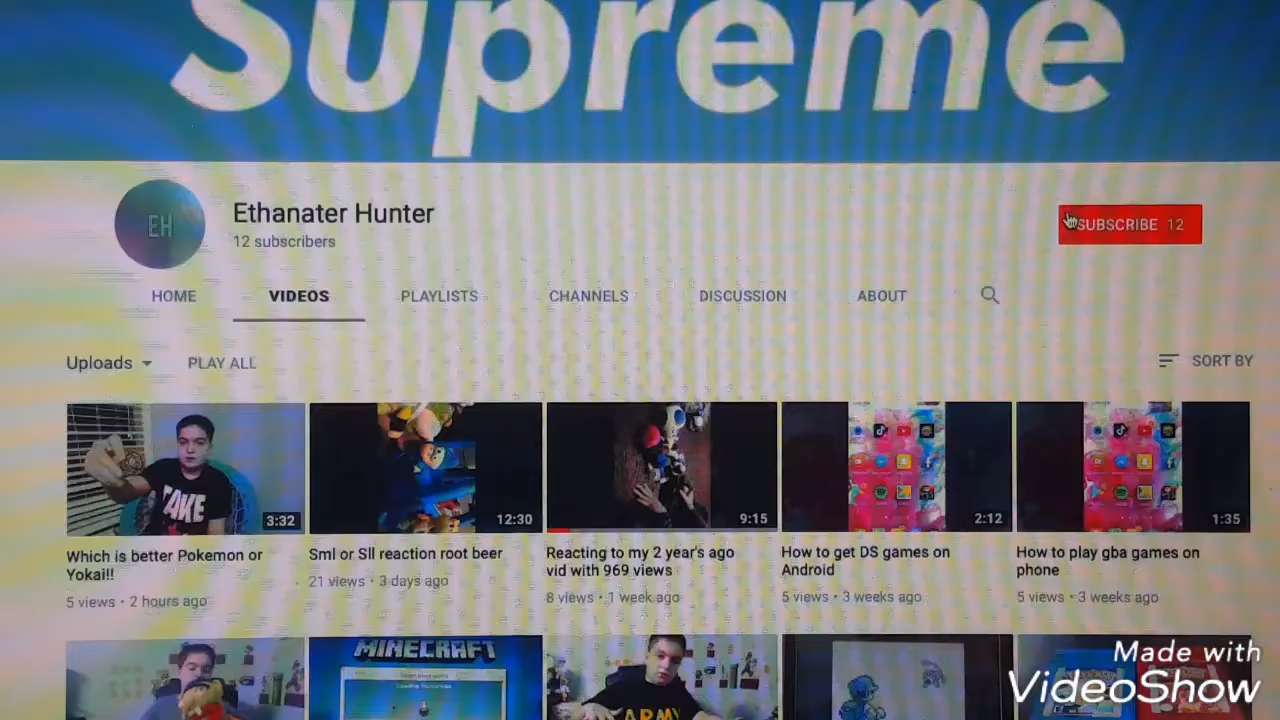 Supreme
EH
Ethanater Hunter
12 subscribers
SUBSCRIBE 12
HOME VIDEOS PLAYLISTS CHANNELS DISCUSSION ABOUT
Uploads PLAY ALL SORT BY
TAKE
3:32 12:30 9:15 2:12 1:35
Which is better Pokemon or
Yokai!!
5 views • 2 hours ago
Sml or Sll reaction root beer
21 views • 3 days ago
Reacting to my 2 year's ago
vid with 969 views
8 views • 1 week ago
How to get DS games on
Android
5 views • 3 weeks ago
How to play gba games on
phone
5 views • 3 weeks ago
MINECRAFT
ARMY
Made with
VideoShow